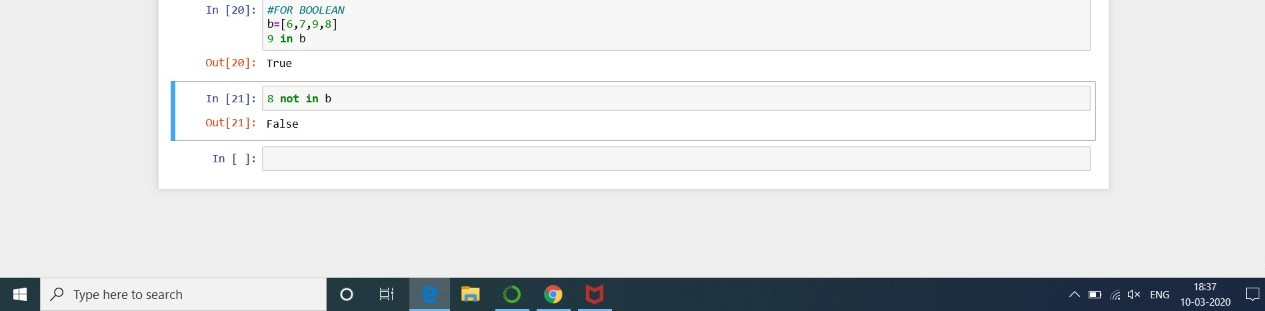 In [20]: #FOR BOOLEAN
b=[6,7,9,8]
9 in b
Out[20]: True
In [21]: 8 not in b
Out[21]: False
In [ ]:
Type here to search
ENG
18:37
10-03-2020